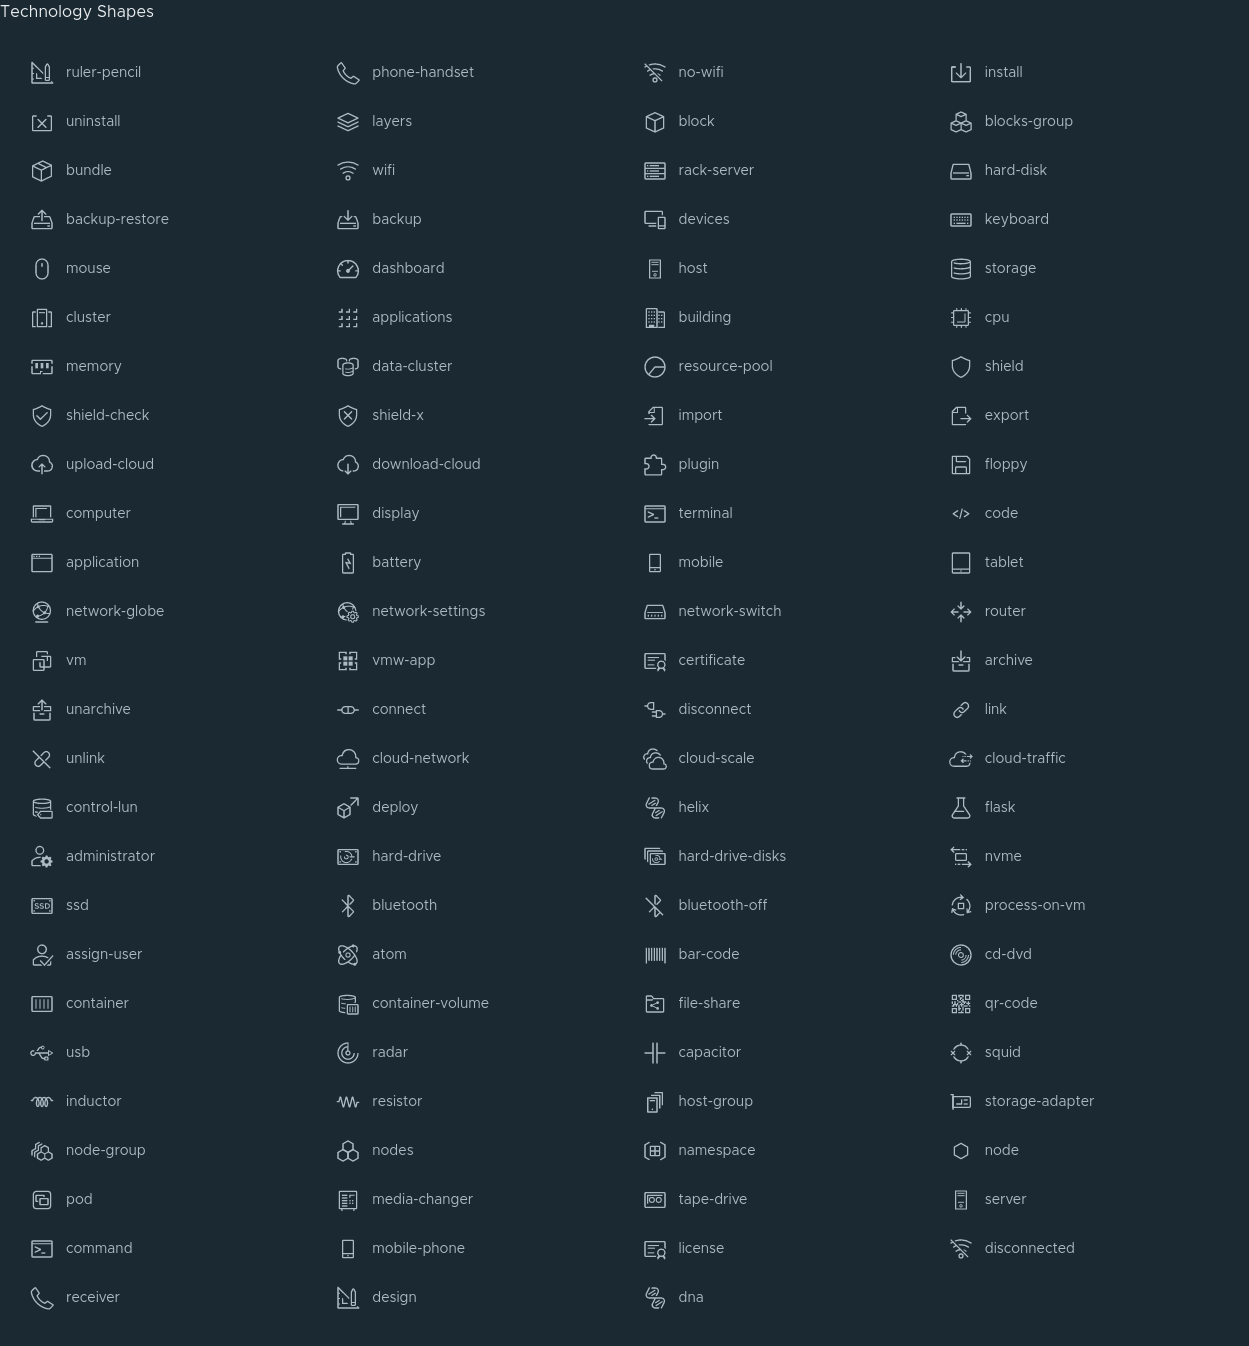 Technology Shapes
ruler-pencil phone-handset no-wifi install
uninstall layers block blocks-group
bundle wifi rack-server hard-disk
backup-restore backup devices keyboard
mouse dashboard host storage
cluster applications building cpu
memory data-cluster resource-pool shield
shield-check shield-x import export
upload-cloud download-cloud plugin floppy
computer display terminal code
application battery mobile tablet
network-globe network-settings network-switch router
vm vmw-app certificate archive
unarchive connect disconnect link
unlink cloud-network cloud-scale cloud-traffic
control-lun deploy helix flask
administrator hard-drive hard-drive-disks nvme
SSD ssd bluetooth bluetooth-off process-on-vm
assign-user atom bar-code cd-dvd
container container-volume file-share qr-code
usb radar capacitor squid
inductor resistor host-group storage-adapter
node-group nodes namespace node
pod media-changer tape-drive server
command mobile-phone license disconnected
receiver design dna